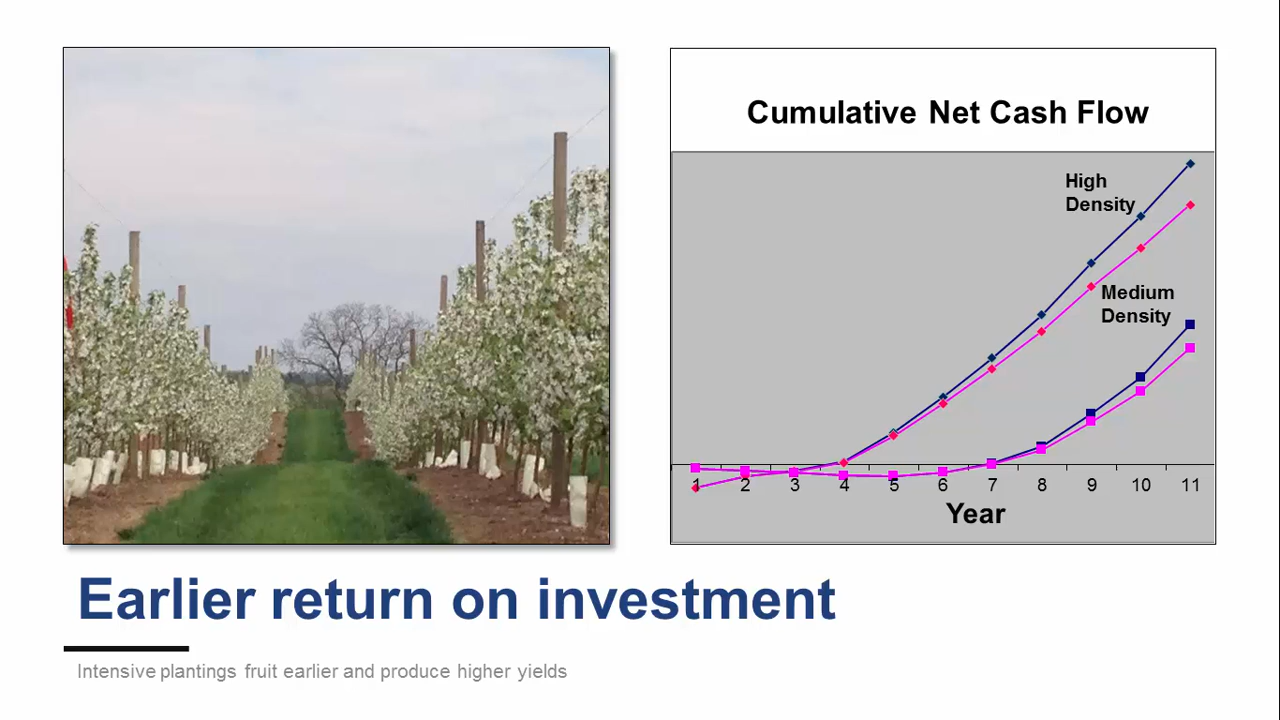 Cumulative Net Cash Flow
High
Density
Medium
Density
1 2 3 4 5 6 7 8 9 10 11
Year
Earlier return on investment
Intensive plantings fruit earlier and produce higher yields